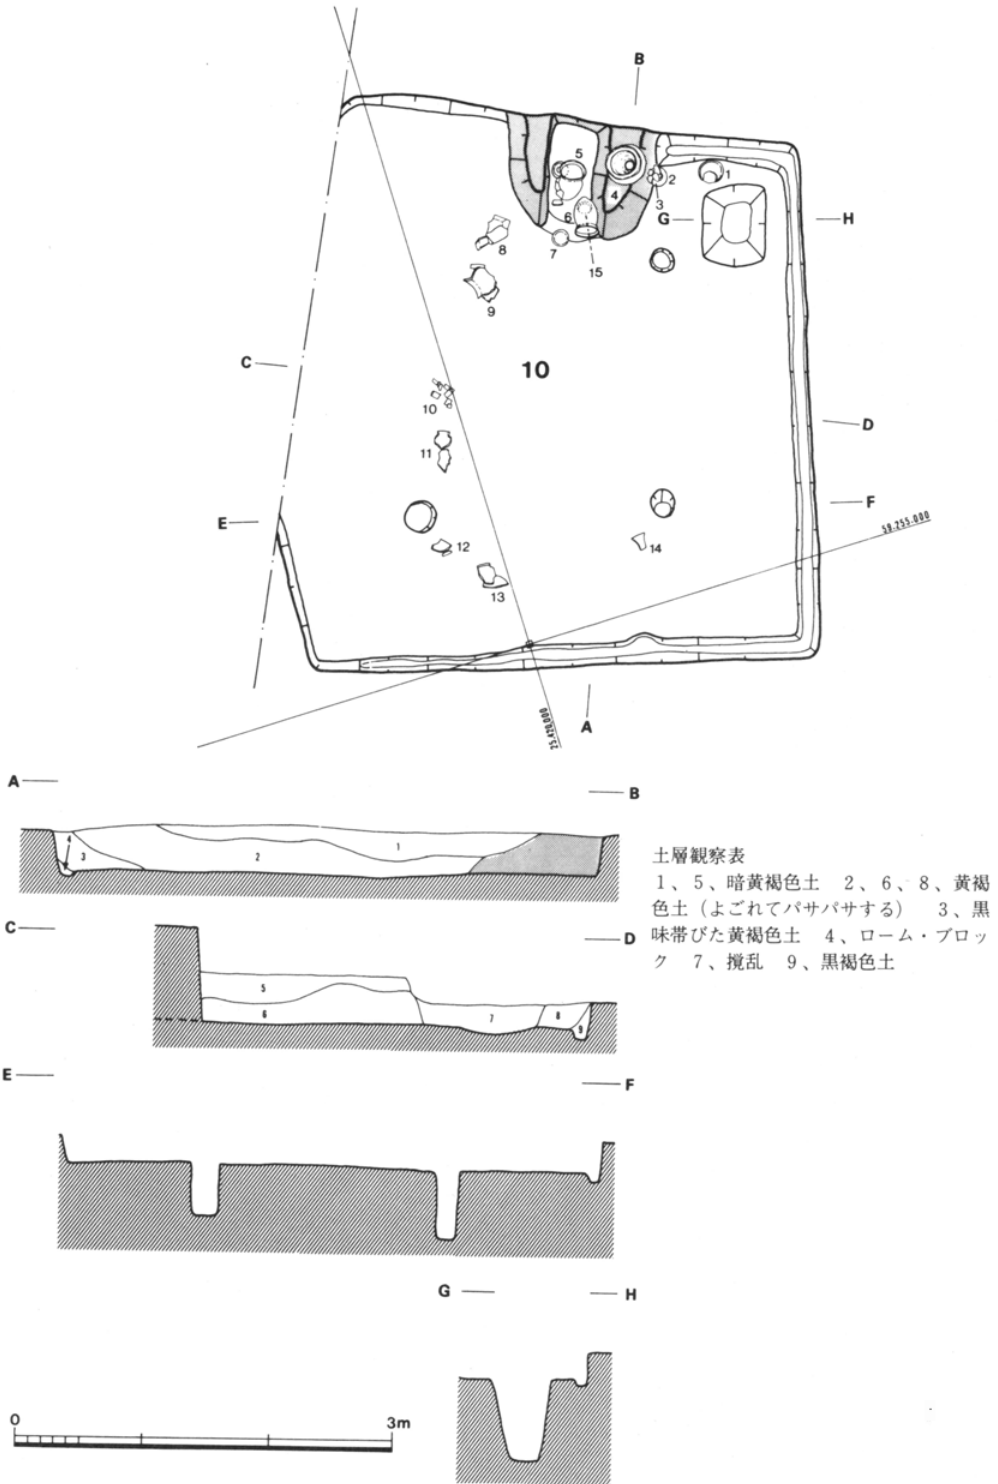 B
1
2
3
4
5
6
7
15
G
H
8
9
C
10
10
D
11
E
F
12
13
14
59.255.000
25.420.000
A
A
B
4
3
2
1
土層観察表
1、5、暗黄褐色土 2、6、8、黄褐
色土（よごれてパサパサする） 3、黒
味帯びた黄褐色土 4、ローム・ブロッ
ク 7、撹乱 9、黒褐色土
C
D
5
6
7
8
9
E
F
G
H
0
3m